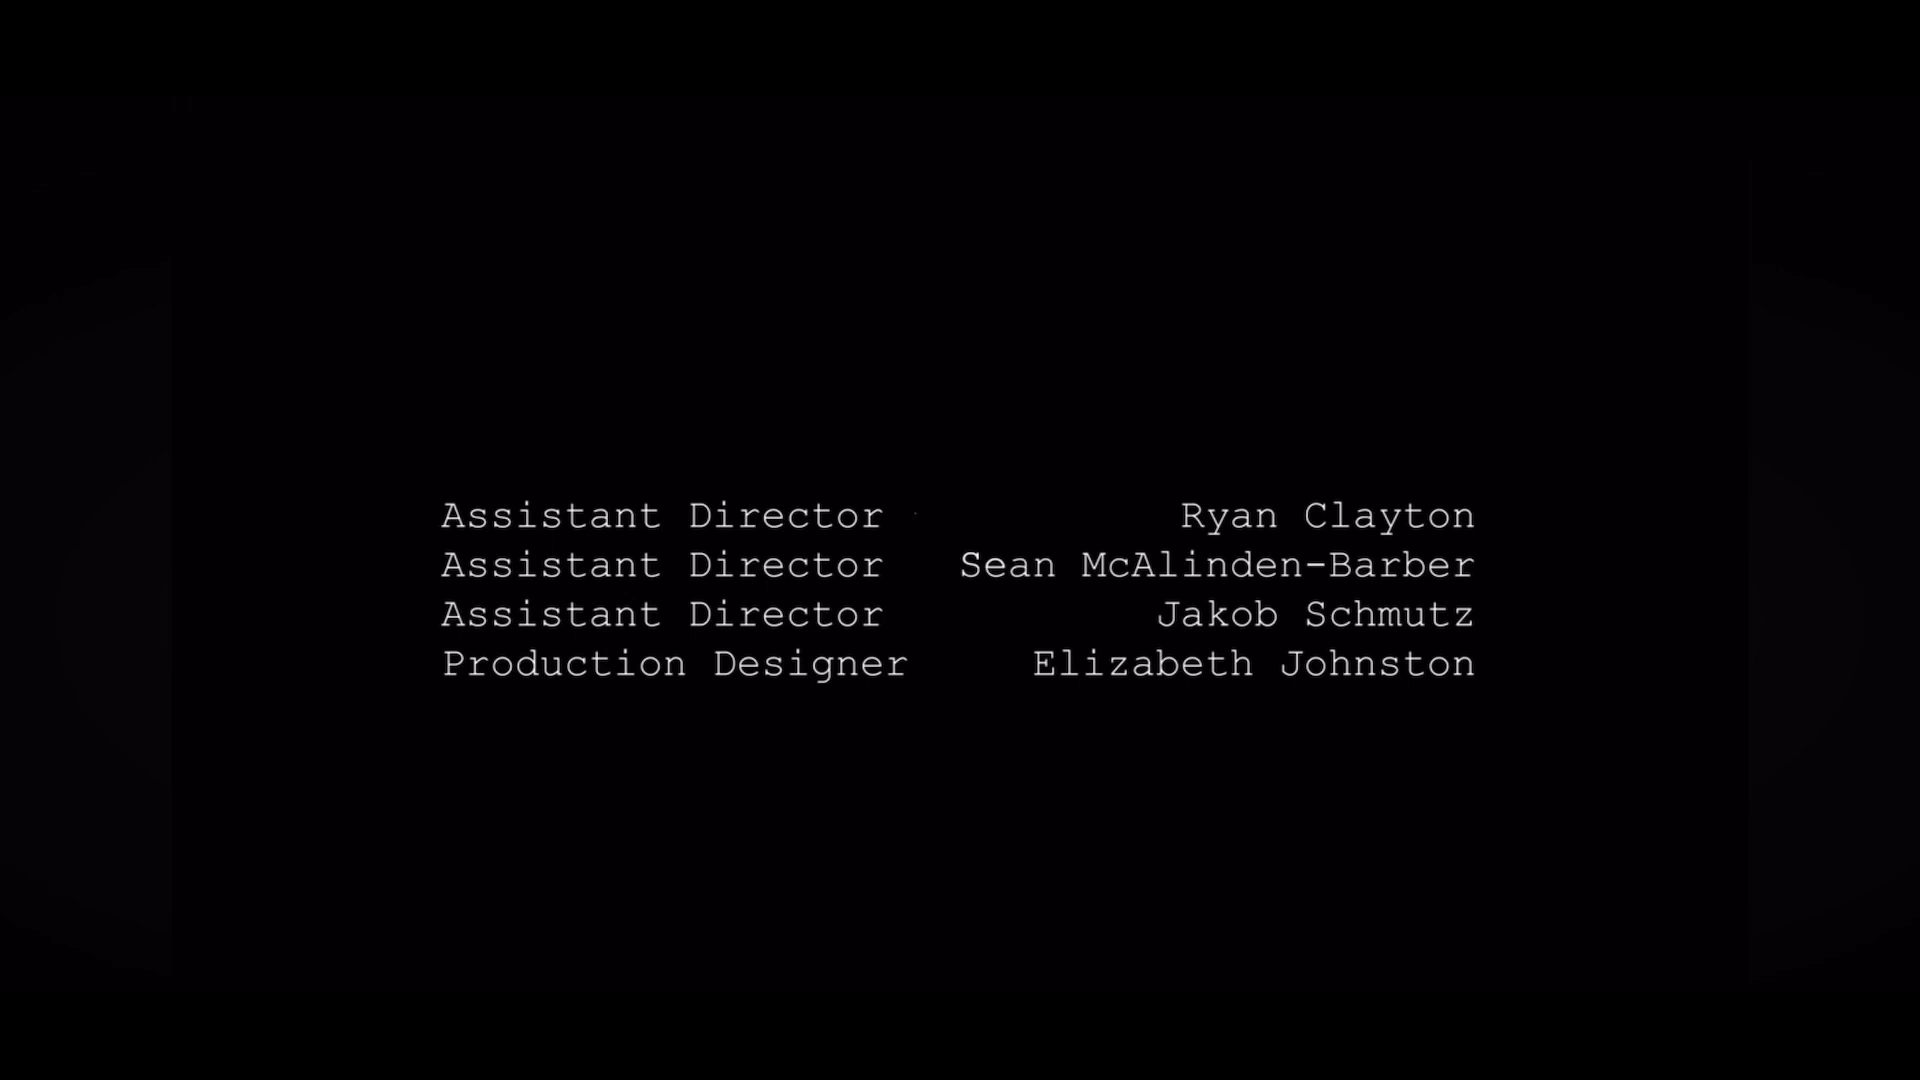 Assistant Director Ryan Clayton
Assistant Director Sean McAlinden-Barber
Assistant Director Jakob Schmutz
Production Designer Elizabeth Johnston